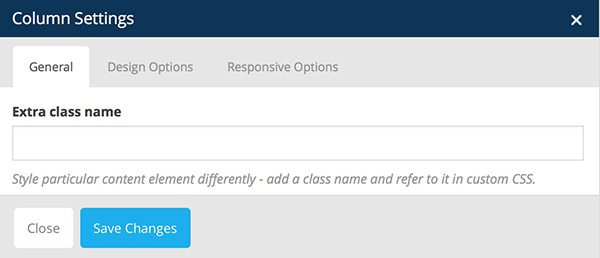 Column Settings
General Design Options Responsive Options
Extra class name
Style particular content element differently - add a class name and refer to it in custom CSS.
Close Save Changes